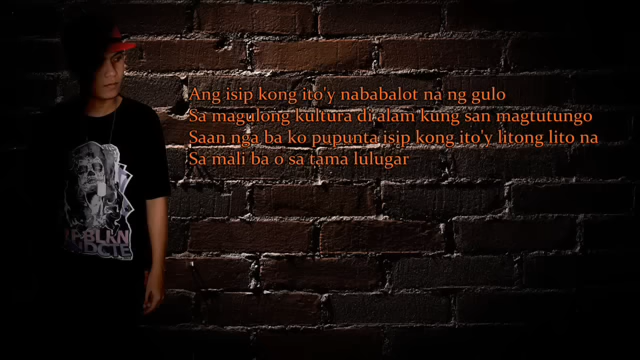 Ang isip kong ito'y nababalot na ng gulo
Sa magulong kultura di alam kung san magtutungo
Saan nga ba ko pupunta isip kong ito'y litong lito na
Sa mali ba o sa tama lulugar